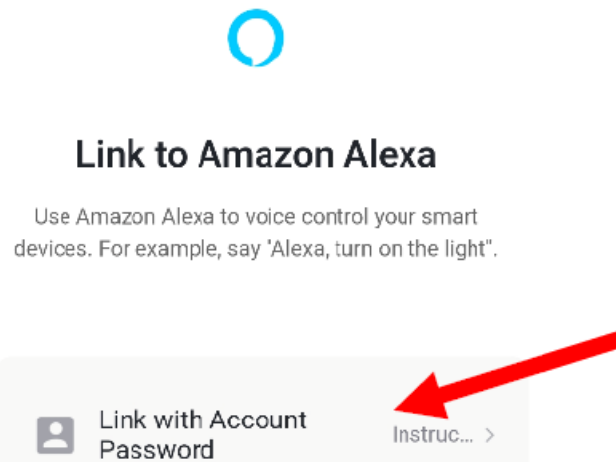 Link to Amazon Alexa
Use Amazon Alexa to voice control your smart
devices. For example, say 'Alexa, turn on the light".
Link with Account
Password
Instruc... >